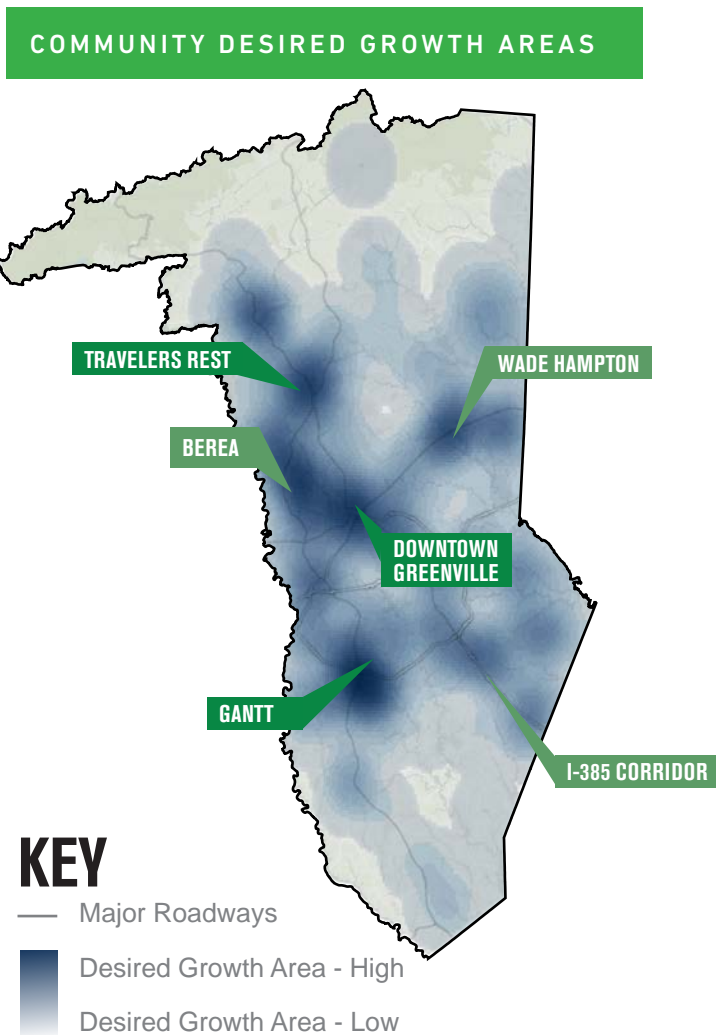 COMMUNITY DESIRED GROWTH AREAS
TRAVELERS REST
WADE HAMPTON
BEREA
DOWNTOWN
GREENVILLE
GANTT
I-385 CORRIDOR
KEY
Major Roadways
Desired Growth Area - High
Desired Growth Area - Low